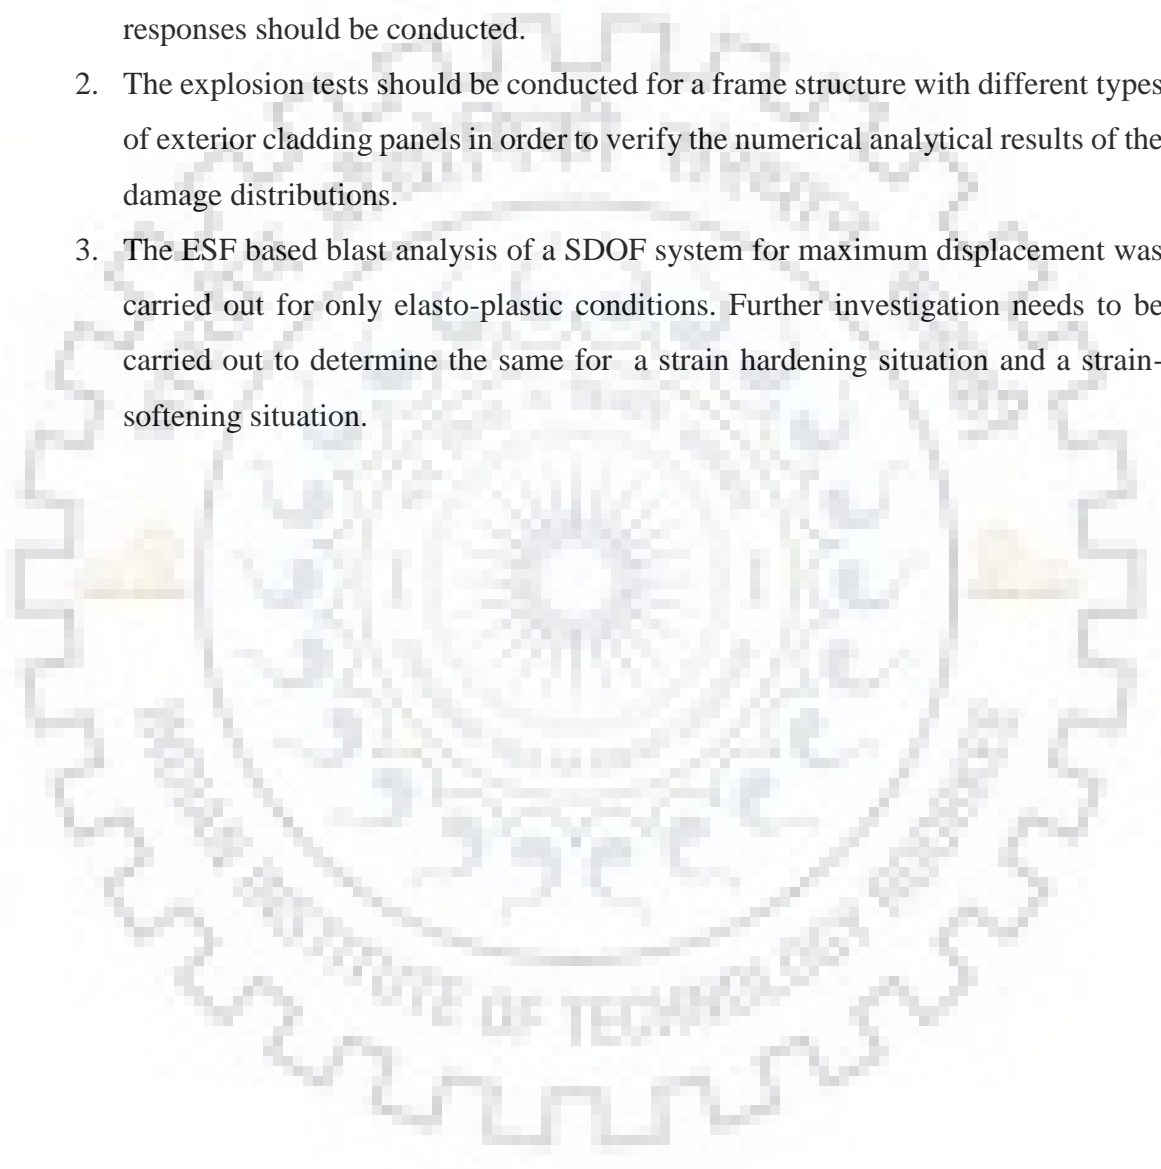 responses should be conducted.
2. The explosion tests should be conducted for a frame structure with different types
of exterior cladding panels in order to verify the numerical analytical results of the
damage distributions.
3. The ESF based blast analysis of a SDOF system for maximum displacement was
carried out for only elasto-plastic conditions. Further investigation needs to be
carried out to determine the same for a strain hardening situation and a strain-
softening situation.
INSTITUTE OF TECHNOLOGY